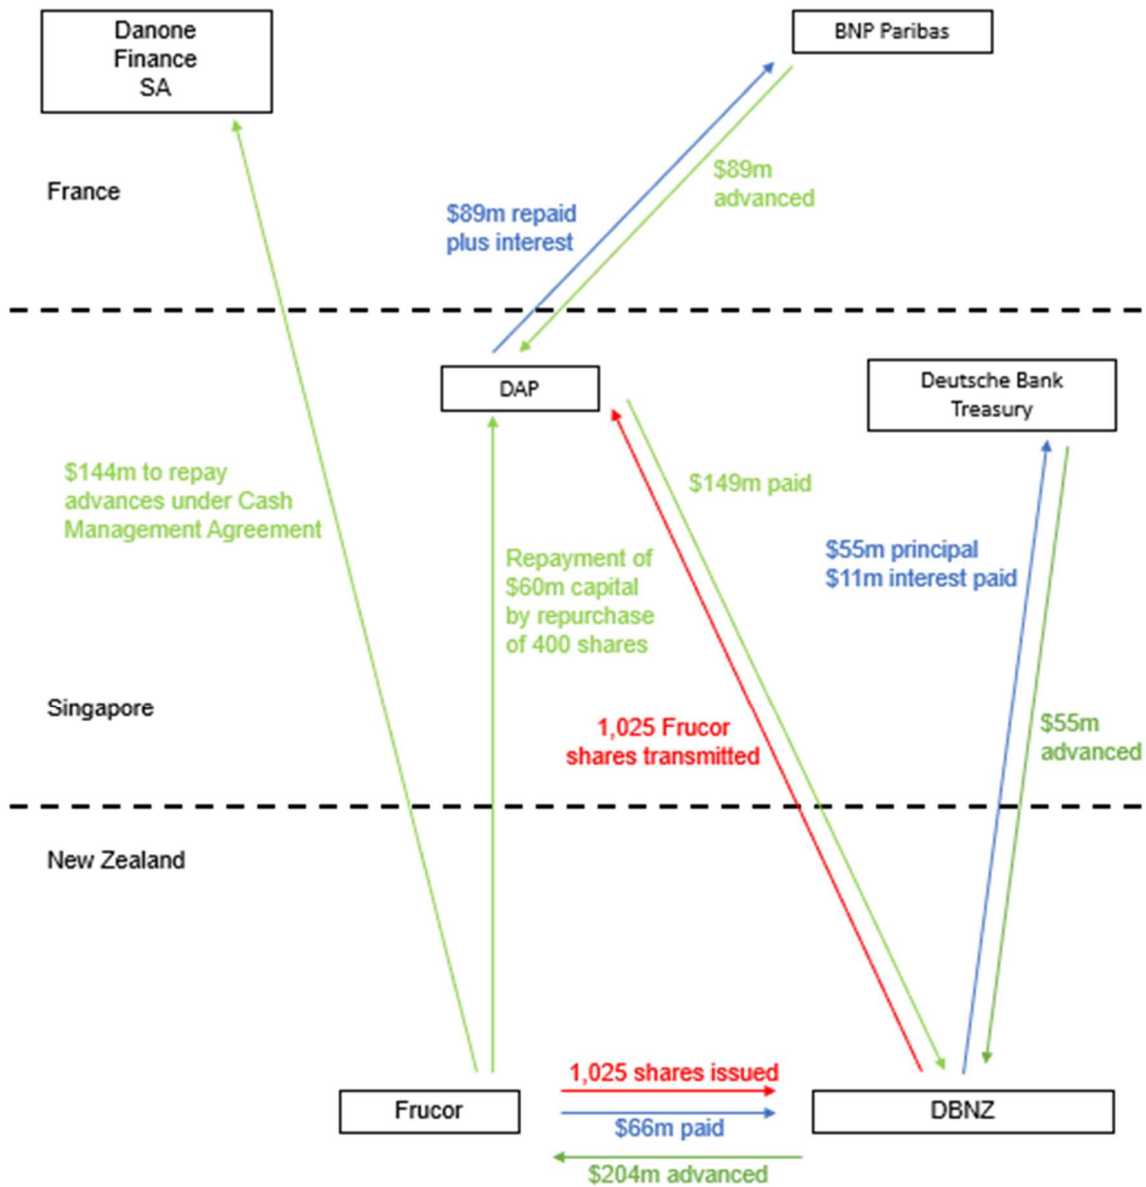 Danone
Finance
SA
BNP Paribas
France
$89m
advanced
$89m repaid
plus interest
DAP
Deutsche Bank
Treasury
$144m to repay
advances under Cash
Management Agreement
$149m paid
Repayment of
$60m capital
by repurchase
of 400 shares
$55m principal
$11m interest paid
Singapore
1,025 Frucor
shares transmitted
$55m
advanced
New Zealand
1,025 shares issued
Frucor
DBNZ
$66m paid
$204m advanced